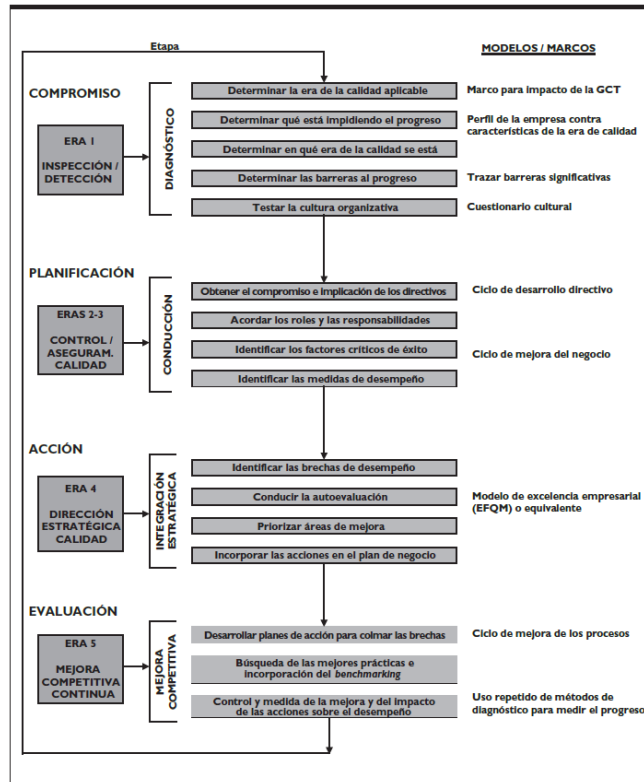 Etapa
MODELOS / MARCOS
COMPROMISO
ERA 1
INSPECCIÓN /
DETECCIÓN
DIAGNÓSTICO
Determinar la era de la calidad aplicable
Marco para impacto de la GCT
Determinar qué está impidiendo el progreso
Perfil de la empresa contra
características de la era de calidad
Determinar en qué era de la calidad se está
Determinar las barreras al progreso
Trazar barreras significativas
Testar la cultura organizativa
Cuestionario cultural
PLANIFICACIÓN
ERAS 2-3
CONTROL /
ASEGURAM.
CALIDAD
CONDUCCIÓN
Obtener el compromiso e implicación de los directivos
Ciclo de desarrollo directivo
Acordar los roles y las responsabilidades
Identificar los factores críticos de éxito
Ciclo de mejora del negocio
Identificar las medidas de desempeño
ACCIÓN
ERA 4
DIRECCIÓN
ESTRATÉGICA
CALIDAD
INTEGRACIÓN
ESTRATÉGICA
Identificar las brechas de desempeño
Conducir la autoevaluación
Modelo de excelencia empresarial
(EFQM) o equivalente
Priorizar áreas de mejora
Incorporar las acciones en el plan de negocio
EVALUACIÓN
ERA 5
MEJORA
COMPETITIVA
CONTINUA
MEJORA
COMPETITIVA
Desarrollar planes de acción para colmar las brechas
Ciclo de mejora de los procesos
Búsqueda de las mejores prácticas e
incorporación del benchmarking
Control y medida de la mejora y del impacto
de las acciones sobre el desempeño
Uso repetido de métodos de
diagnóstico para medir el progreso